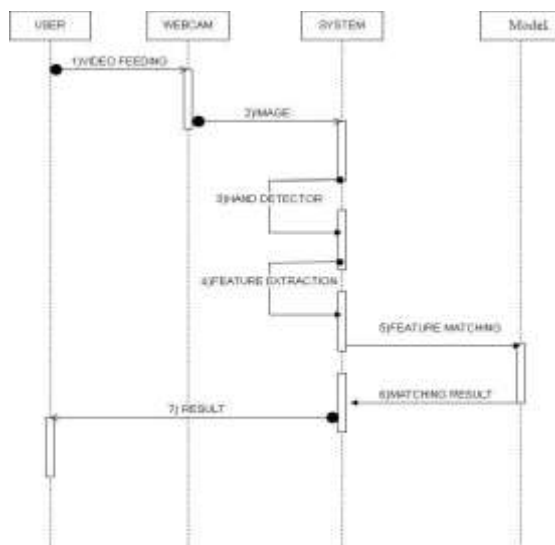 USER
WEBCAM
SYSTEM
Model
1)VIDEO FEEDING
2)IMAGE
3)HAND DETECTOR
4)FEATURE EXTRACTION
5)FEATURE MATCHING
6)MATCHING RESULT
7) RESULT